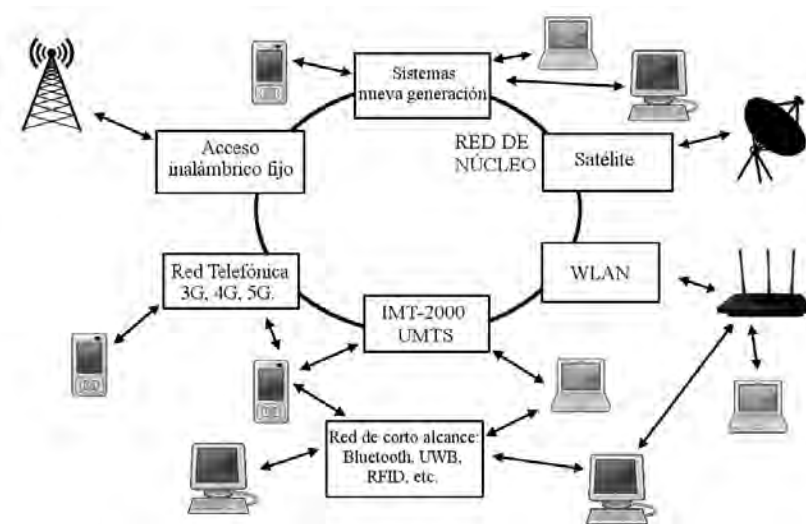 Sistemas
nueva generación
Acceso
inalámbrico fijo
RED DE
NÚCLEO
Satélite
Red Telefónica
3G, 4G, 5G.
WLAN
IMT-2000
UMTS
Red de corto alcance:
Bluetooth, UWB,
RFID, etc.